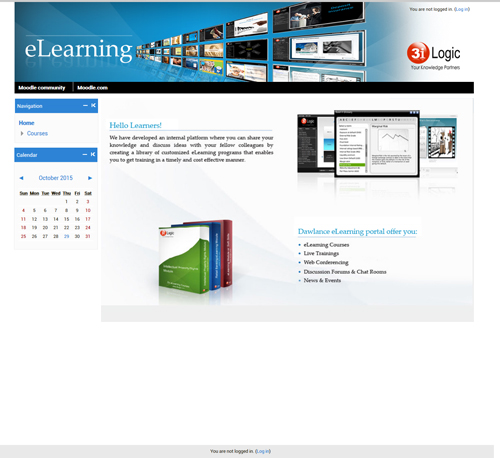 You are not logged in. (Log in)
eLearning
3i Logic
Your Knowledge Partners
Moodle community Moodle.com
Navigation
Home
Courses
Calendar
◄ October 2015 ►
Sun Mon Tue Wed Thu Fri Sat
1 2 3
4 5 6 7 8 9 10
11 12 13 14 15 16 17
18 19 20 21 22 23 24
25 26 27 28 29 30 31
Hello Learners!
We have developed an internal platform where you can share your
knowledge and discuss ideas with your fellow colleagues by
creating a library of customized eLearning programs that enables
you to get training in a timely and cost effective manner.
Logic
Dawlance eLearning portal offer you:
eLearning Courses
Live Trainings
Web Conferencing
Discussion Forums & Chat Rooms
News & Events
You are not logged in. (Log in)